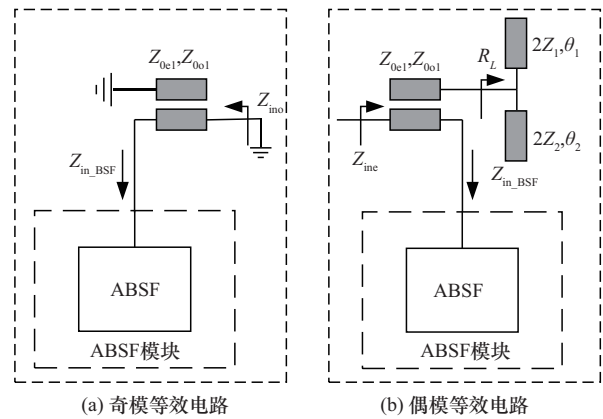 Z0e1,Z0o1
Zino
Zin_BSF
ABSF
ABSF模块
(a) 奇模等效电路
Z0e1,Z0o1
RL
2Z1,θ1
2Z2,θ2
Zine
Zin_BSF
ABSF
ABSF模块
(b) 偶模等效电路